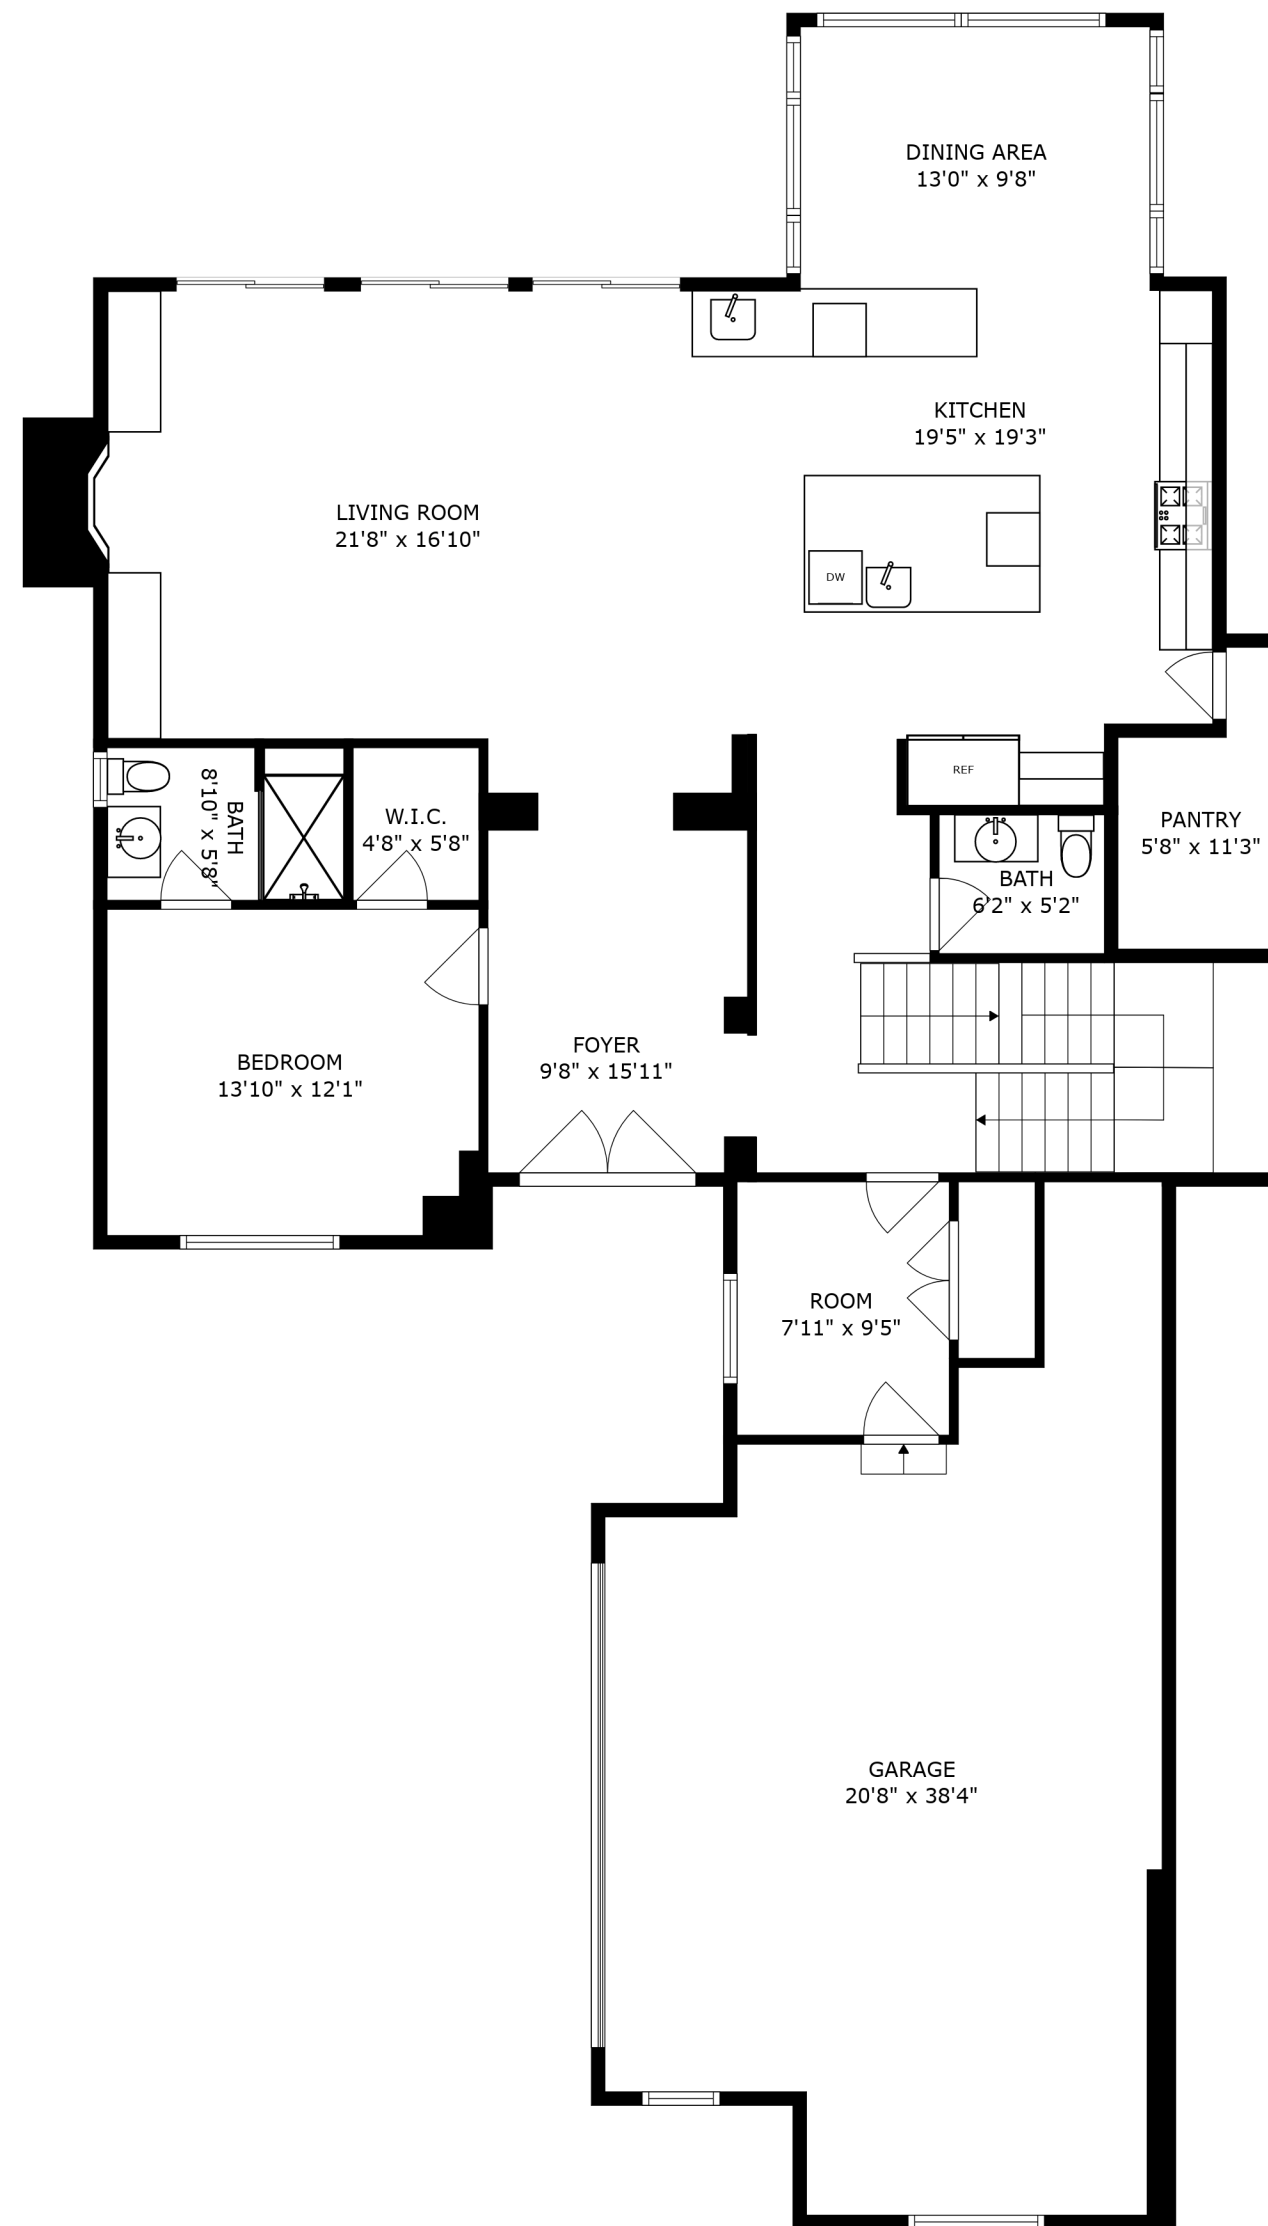 DINING AREA
13'0" x 9'8"
KITCHEN
19'5" x 19'3"
LIVING ROOM
21'8" x 16'10"
DW
REF
BATH
8'10" x 5'8"
W.I.C.
4'8" x 5'8"
PANTRY
5'8" x 11'3"
BATH
6'2" x 5'2"
BEDROOM
13'10" x 12'1"
FOYER
9'8" x 15'11"
ROOM
7'11" x 9'5"
GARAGE
20'8" x 38'4"